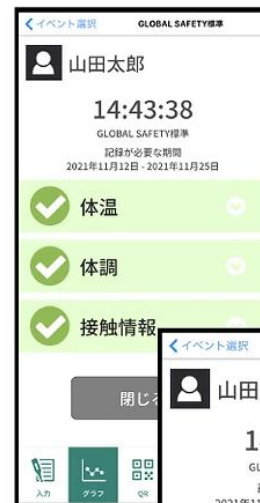 イベント選択 GLOBAL SAFETY標準
山田太郎
14:43:38
GLOBAL SAFETY標準
記録が必要な期間
2021年11月12日 - 2021年11月25日
体温
体調
接触情報
閉じ
入力 グラフ QR
イベント選択
山田